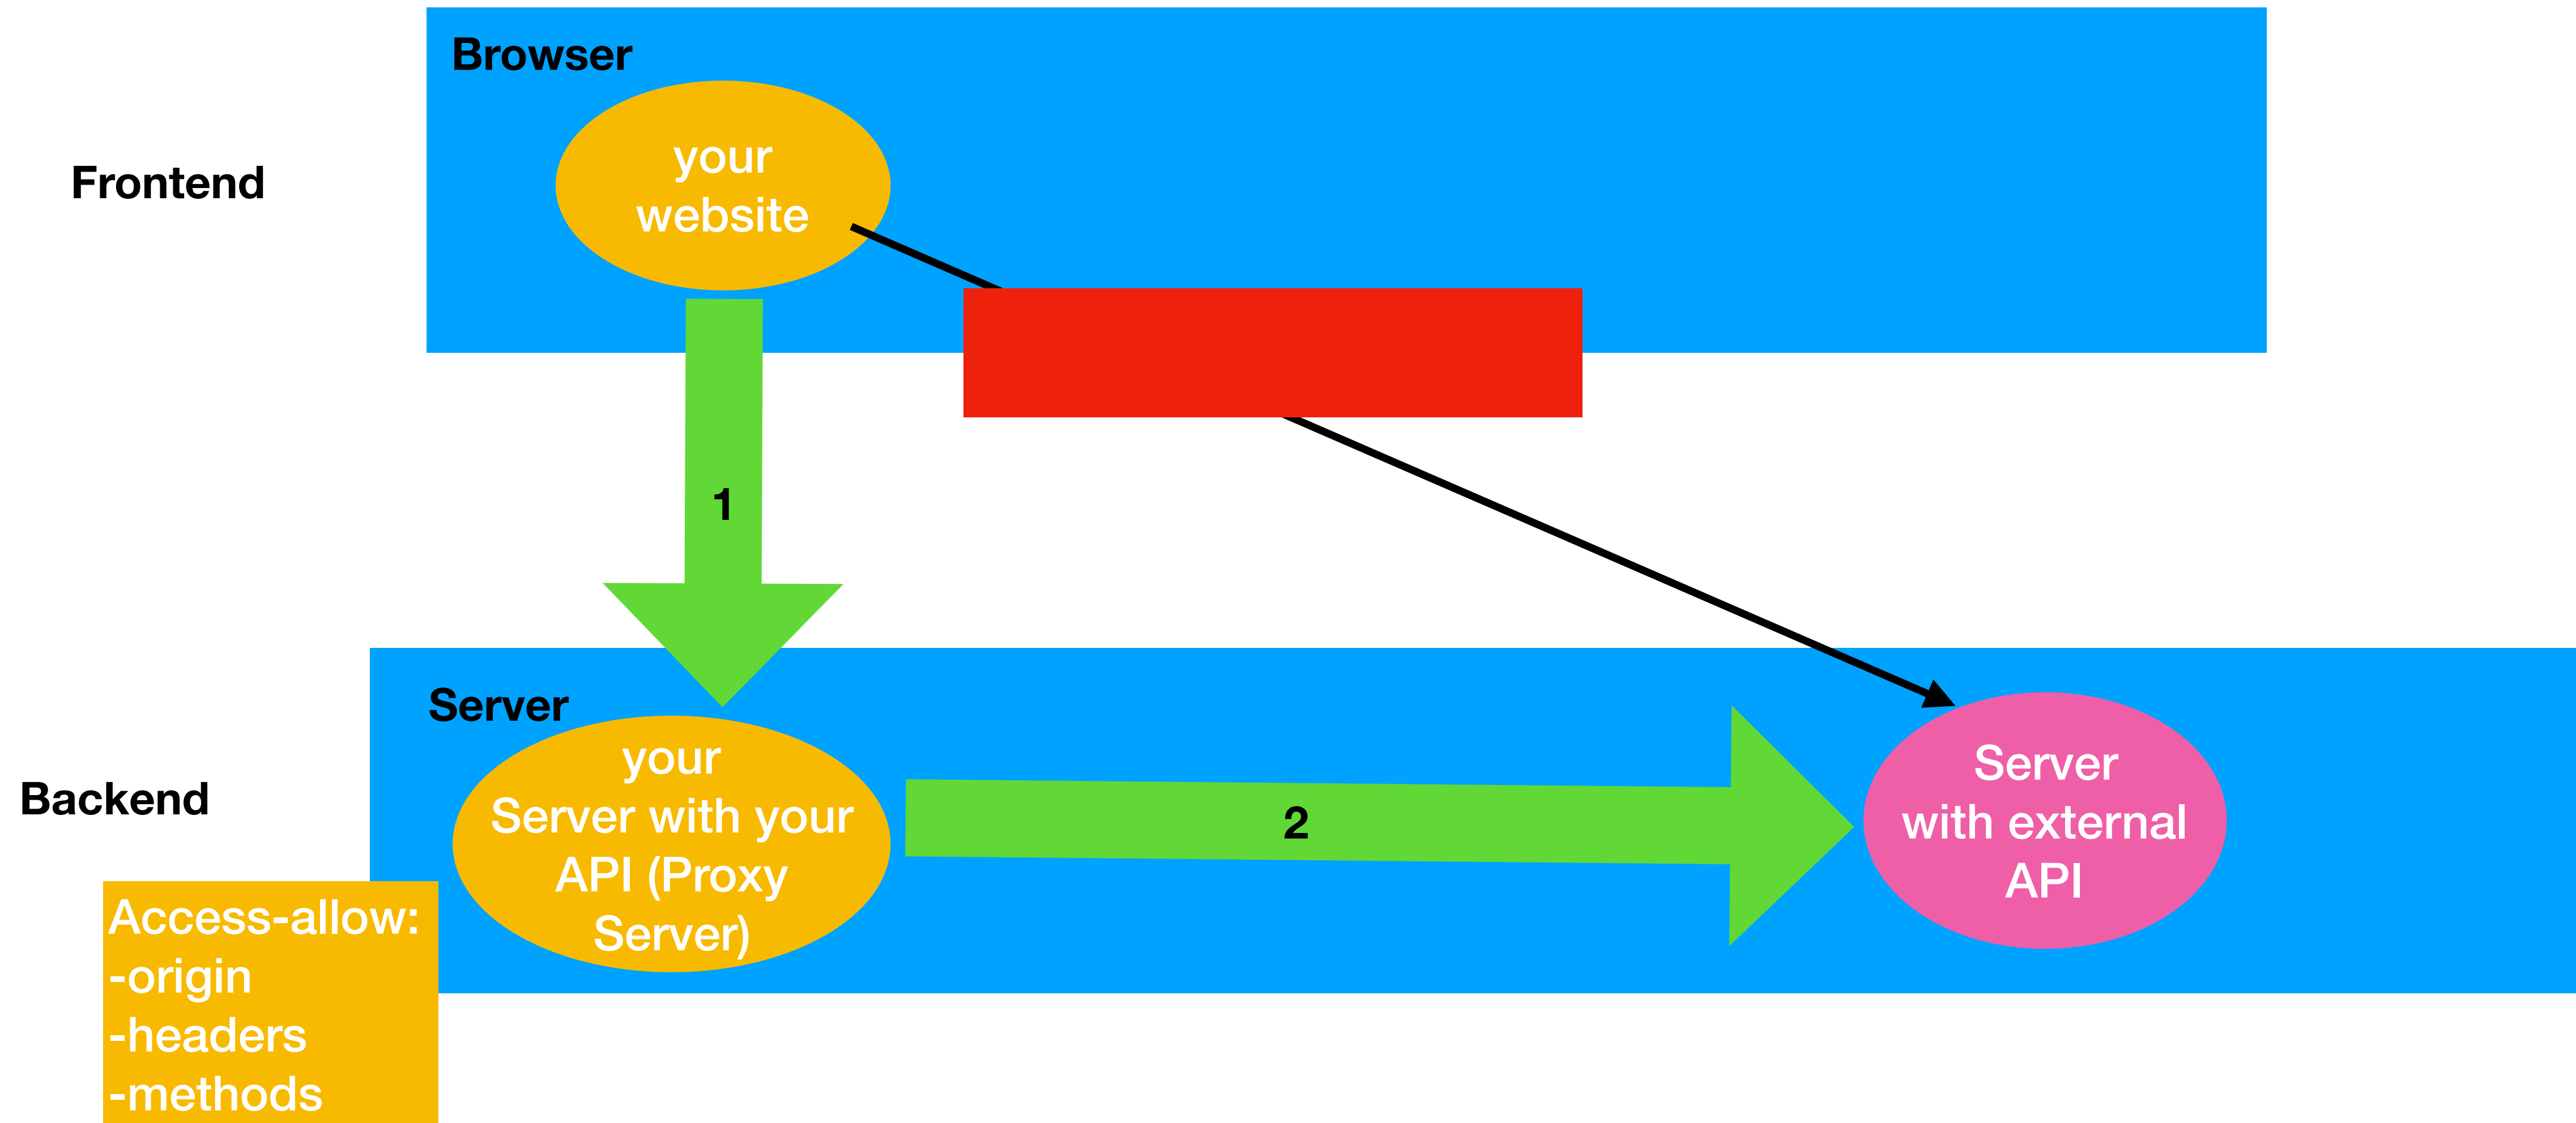 Browser
your
website
Frontend
1
Server
your
Server with your
API (Proxy
Server)
2
Server
with external
API
Backend
Access-allow:
-origin
-headers
-methods